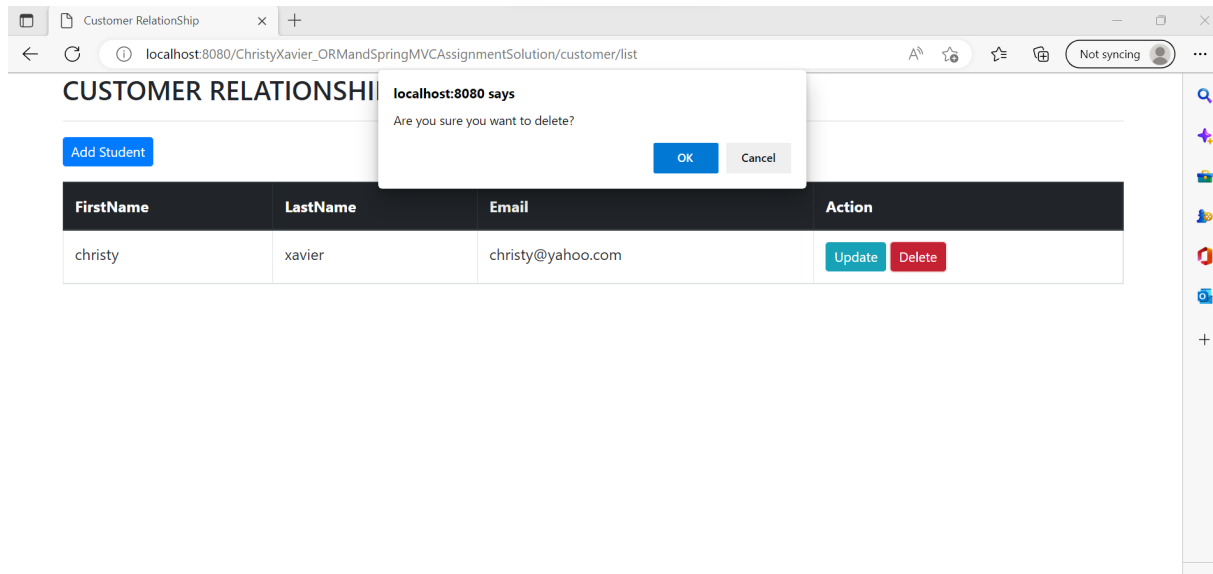 Customer RelationShip
localhost:8080/ChristyXavier_ORMandSpringMVCAssignmentSolution/customer/list
Not syncing
CUSTOMER RELATIONSHI
localhost:8080 says
Are you sure you want to delete?
OK Cancel
Add Student
FirstName LastName Email Action
christy xavier christy@yahoo.com Update Delete